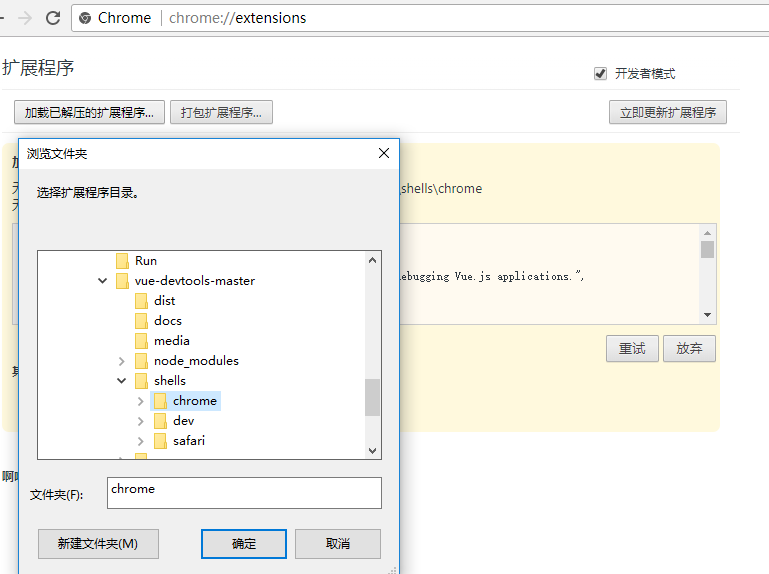 Chrome | chrome://extensions
扩展程序
开发者模式
加载已解压的扩展程序...
打包扩展程序...
立即更新扩展程序
浏览文件夹
选择扩展程序目录。
\shells\chrome
Run
vue-devtools-master
dist
docs
media
node_modules
shells
chrome
dev
safari
ebugging Vue.js applications.",
重试
放弃
文件夹(F):
chrome
新建文件夹(M)
确定
取消